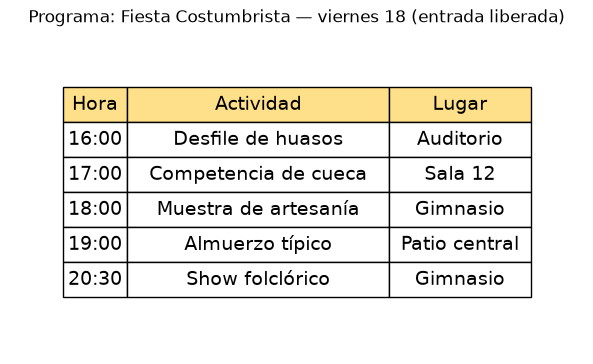 Programa: Fiesta Costumbrista — viernes 18 (entrada liberada)
Hora Actividad Lugar
16:00 Desfile de huasos Auditorio
17:00 Competencia de cueca Sala 12
18:00 Muestra de artesanía Gimnasio
19:00 Almuerzo típico Patio central
20:30 Show folclórico Gimnasio